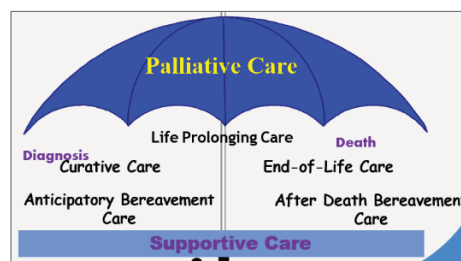 Palliative Care
Life Prolonging Care
Diagnosis
Death
Curative Care
End-of-Life Care
Anticipatory Bereavement
Care
After Death Bereavement
Care
Supportive Care